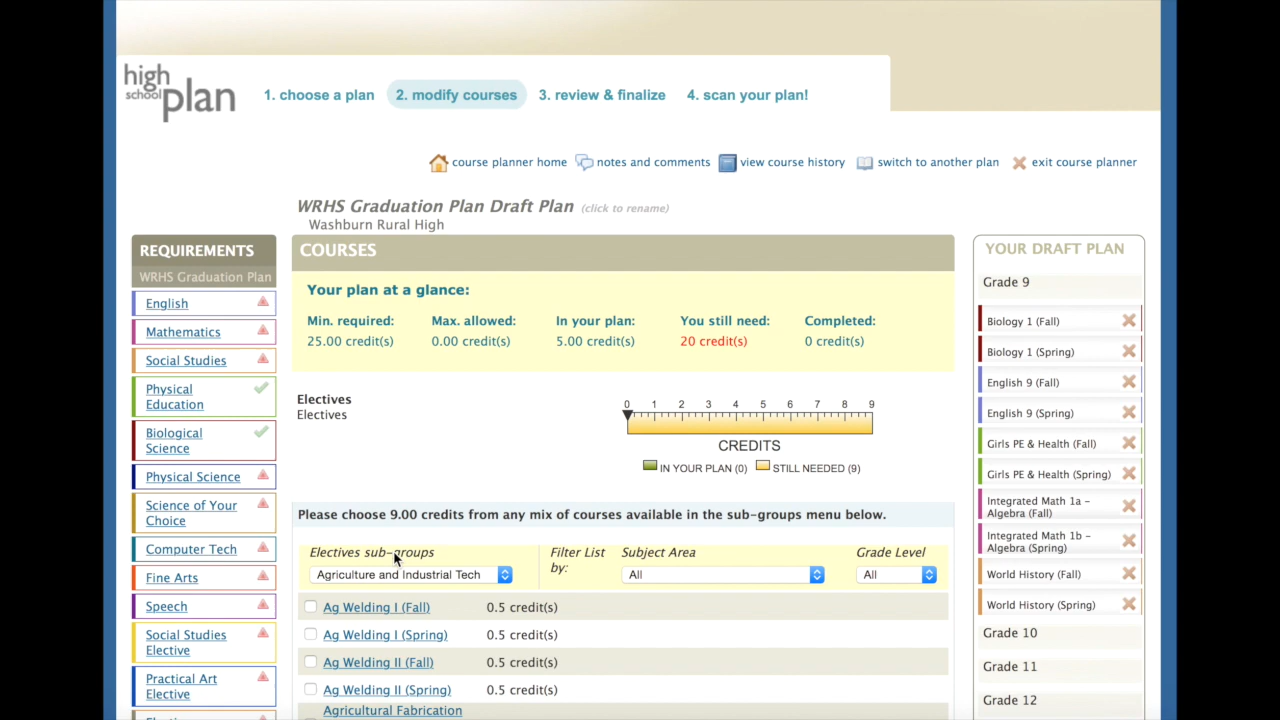 high
school
plan
1. choose a plan
2. modify courses
3. review & finalize
4. scan your plan!
course planner home
notes and comments
view course history
switch to another plan
exit course planner
WRHS Graduation Plan Draft Plan (click to rename)
Washburn Rural High
REQUIREMENTS
WRHS Graduation Plan
English
Mathematics
Social Studies
Physical
Education
Biological
Science
Physical Science
Science of Your
Choice
Computer Tech
Fine Arts
Speech
Social Studies
Elective
Practical Art
Elective
COURSES
Your plan at a glance:
Min. required: Max. allowed: In your plan: You still need: Completed:
25.00 credit(s) 0.00 credit(s) 5.00 credit(s) 20 credit(s) 0 credit(s)
Electives
Electives
0 1 2 3 4 5 6 7 8 9
CREDITS
IN YOUR PLAN (0) STILL NEEDED (9)
Please choose 9.00 credits from any mix of courses available in the sub-groups menu below.
Electives sub-groups
Agriculture and Industrial Tech
Filter List
by:
Subject Area
All
Grade Level
All
Ag Welding I (Fall) 0.5 credit(s)
Ag Welding I (Spring) 0.5 credit(s)
Ag Welding II (Fall) 0.5 credit(s)
Ag Welding II (Spring) 0.5 credit(s)
Agricultural Fabrication
YOUR DRAFT PLAN
Grade 9
Biology 1 (Fall)
Biology 1 (Spring)
English 9 (Fall)
English 9 (Spring)
Girls PE & Health (Fall)
Girls PE & Health (Spring)
Integrated Math 1a -
Algebra (Fall)
Integrated Math 1b -
Algebra (Spring)
World History (Fall)
World History (Spring)
Grade 10
Grade 11
Grade 12